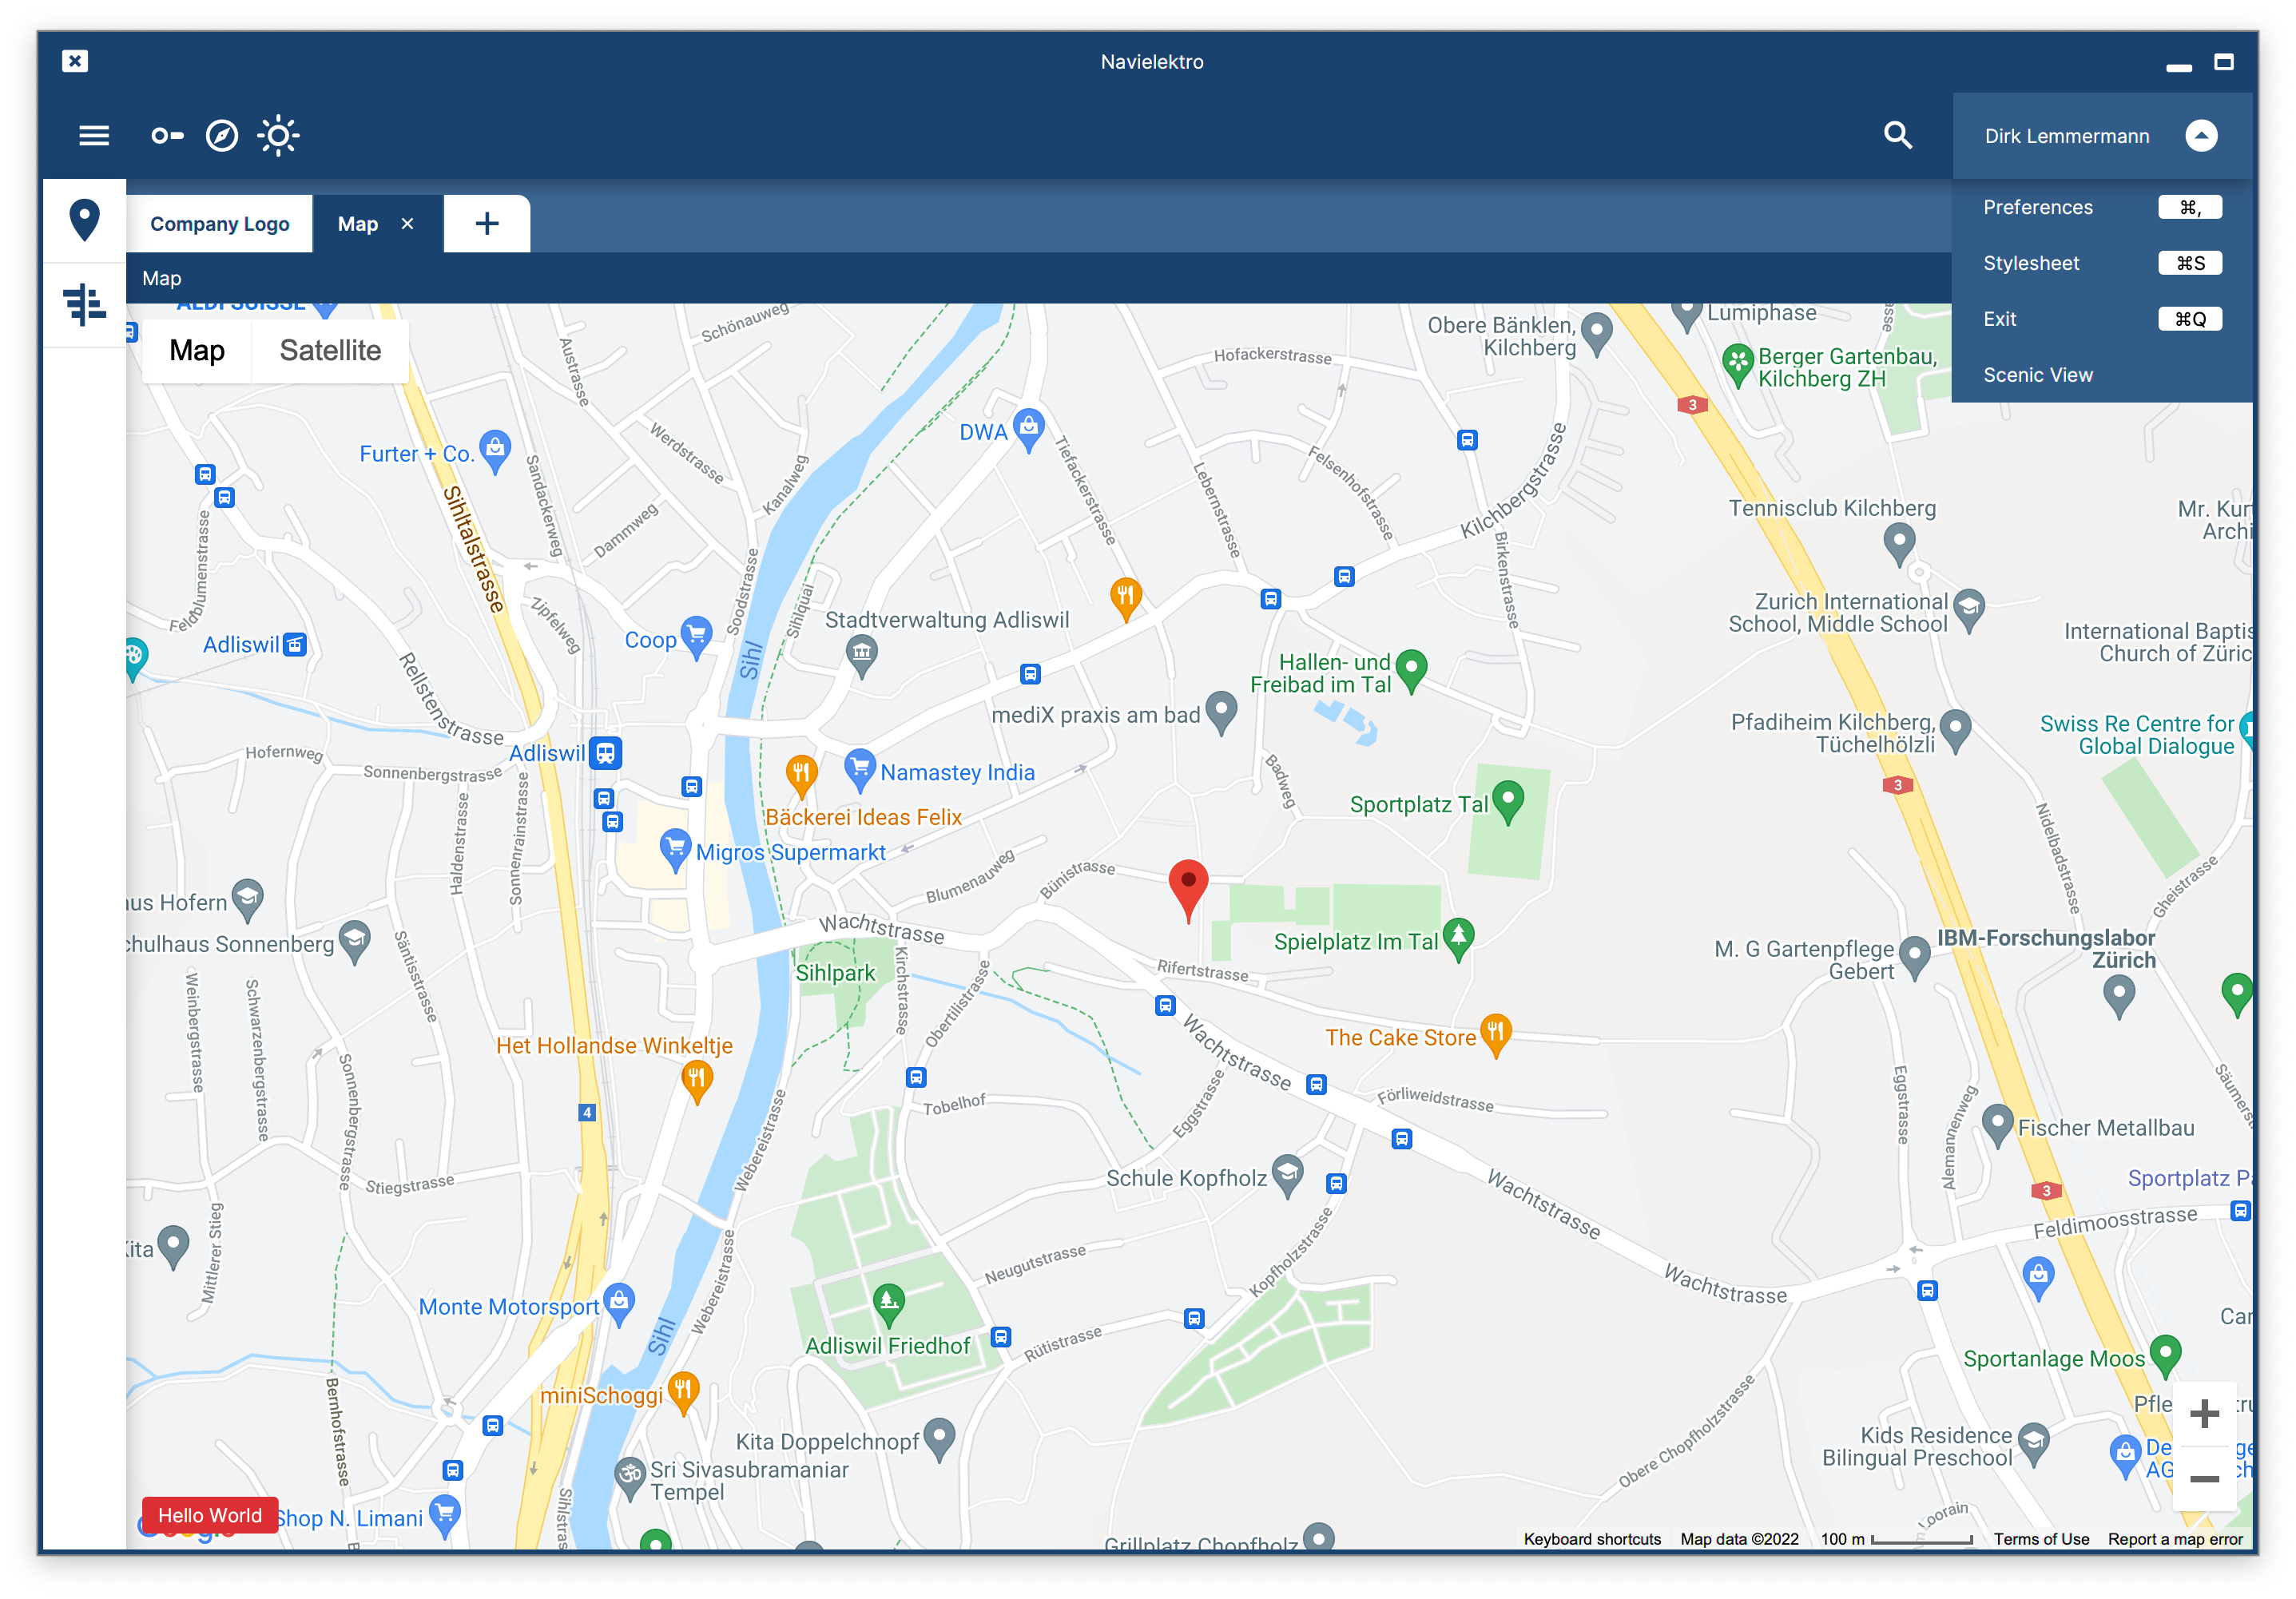 Navielektro
Dirk Lemmermann
Preferences ⌘,
Stylesheet ⌘S
Exit ⌘Q
Scenic View
Company Logo
Map
Map
ALDI SUISSE
Map
Satellite
Schönauweg
Austrasse
Hofackerstrasse
Obere Bänklen,
Kilchberg
Lumiphase
Berger Gartenbau,
Kilchberg ZH
3
Furter + Co.
DWA
Werdstrasse
Kanalweg
Sandackerweg
Dammweg
Sihltalstrasse
Tiefackerstrasse
Lebernstrasse
Felsenhofstrasse
Kilchbergstrasse
Birkenstrasse
Tennisclub Kilchberg
Mr. Kur
Archi
Feldblumenstrasse
Zipfelweg
Soodstrasse
Sihlquai
Stadtverwaltung Adliswil
Zurich International
School, Middle School
International Baptis
Church of Züric
Adliswil
Coop
Sihl
Rellstenstrasse
Hallen- und
Freibad im Tal
mediX praxis am bad
Pfadiheim Kilchberg,
Tüchelhölzli
Swiss Re Centre for
Global Dialogue
Hofernweg
Sonnenbergstrasse
Adliswil
Namastey India
Badweg
3
Bäckerei Ideas Felix
Sportplatz Tal
Haldenstrasse
Sonnenrainstrasse
Migros Supermarkt
Blumenauweg
Bünistrasse
Nidelbadstrasse
Gheistrasse
aus Hofern
chulhaus Sonnenberg
Säntisstrasse
Wachtstrasse
Spielplatz Im Tal
M. G Gartenpflege
Gebert
IBM-Forschungslabor
Zürich
Weinbergstrasse
Schwarzenbergstrasse
Sihlpark
Kirchstrasse
Obertilistrasse
Rifertstrasse
Het Hollandse Winkeltje
Wachtstrasse
The Cake Store
Sonnenbergstrasse
4
Tobelhof
Eggstrasse
Förliweidstrasse
Eggstrasse
Alemannenweg
Fischer Metallbau
Säumerst
Webereistrasse
Stiegstrasse
Schule Kopfholz
Wachtstrasse
3
Sportplatz Pa
Feldimoosstrasse
Kita
Mittlerer Stieg
Webereistrasse
Neugutstrasse
Kopfholzstrasse
Wachtstrasse
Monte Motorsport
Sihl
Adliswil Friedhof
Rütistrasse
Car
Sportanlage Moos
Bernhofstrasse
miniSchoggi
Obere Chopfholzstrasse
Pfle
Kita Doppelchnopf
Kids Residence
Bilingual Preschool
De
AG
Sri Sivasubramaniar
Tempel
Sihlstras
Hello World
Shop N. Limani
Loorain
Grillplatz Chopfholz
Keyboard shortcuts
Map data ©2022
100 m
Terms of Use
Report a map error